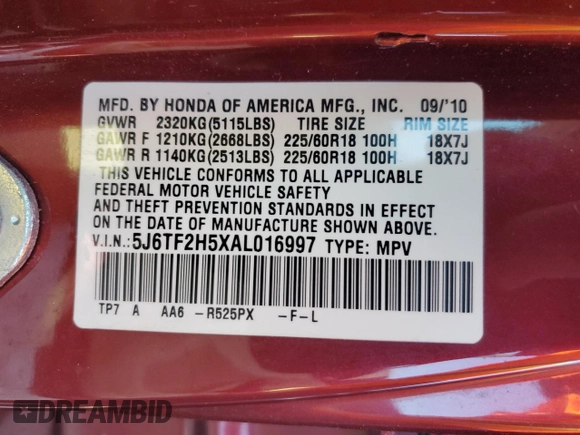 MFD. BY HONDA OF AMERICA MFG., INC. 09/'10
GVWR 2320KG(5115LBS) TIRE SIZE RIM SIZE
GAWR F 1210KG(2668LBS) 225/60R18 100H 18X7J
GAWR R 1140KG(2513LBS) 225/60R18 100H 18X7J
THIS VEHICLE CONFORMS TO ALL APPLICABLE
FEDERAL MOTOR VEHICLE SAFETY
AND THEFT PREVENTION STANDARDS IN EFFECT
ON THE DATE OF MANUFACTURE SHOWN ABOVE.
V.I.N.: 5J6TF2H5XAL016997 TYPE: MPV
TP7 A AA6 -R525PX -F-L
DREAMBID